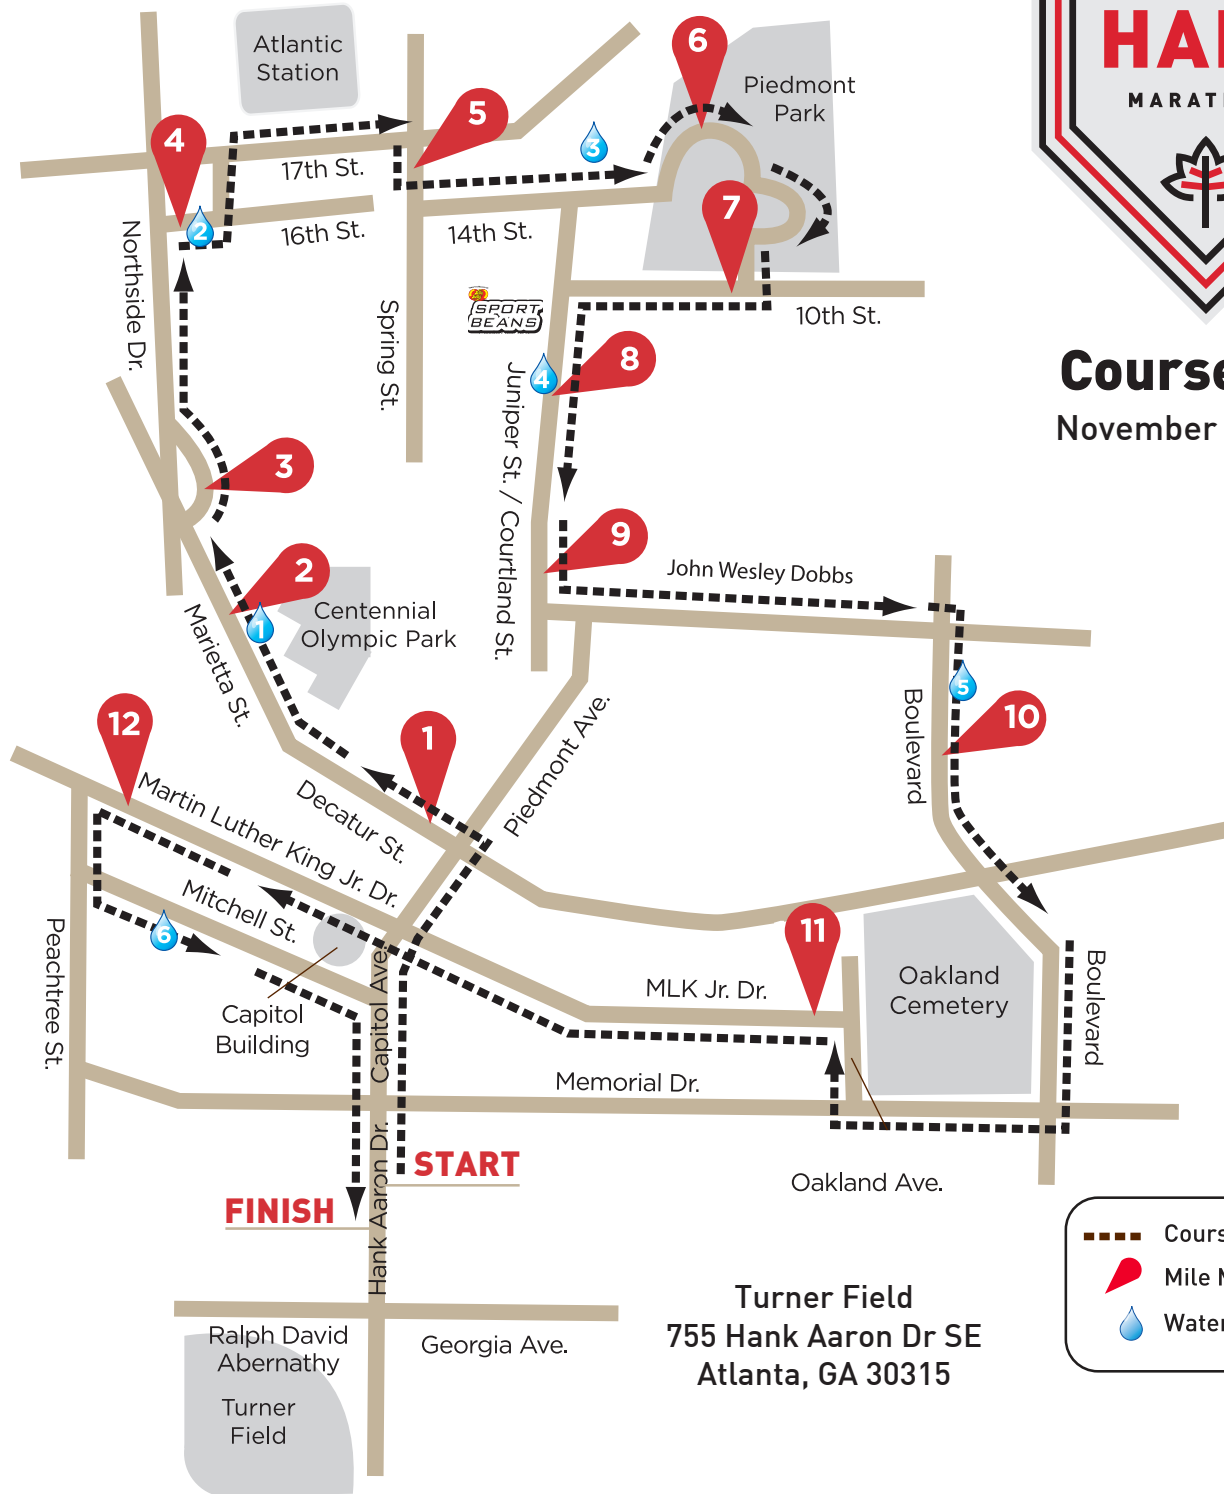 HA
MARAT
Course
November
Atlantic
Station
Piedmont
Park
6
5
4
3
17th St.
2
16th St.
14th St.
7
Northside Dr.
Spring St.
SPORT
BEANS
10th St.
8
4
Juniper St. / Courtland St.
3
9
2
John Wesley Dobbs
1
Centennial
Olympic Park
Marietta St.
5
Boulevard
10
12
1
Piedmont Ave.
Decatur St.
Martin Luther King Jr. Dr.
Mitchell St.
6
Peachtree St.
Capitol
Building
Capitol Ave.
11
MLK Jr. Dr.
Oakland
Cemetery
Boulevard
Memorial Dr.
START
Oakland Ave.
FINISH
Hank Aaron Dr.
Cours
Mile
Water
Turner Field
755 Hank Aaron Dr SE
Atlanta, GA 30315
Ralph David
Abernathy
Georgia Ave.
Turner
Field